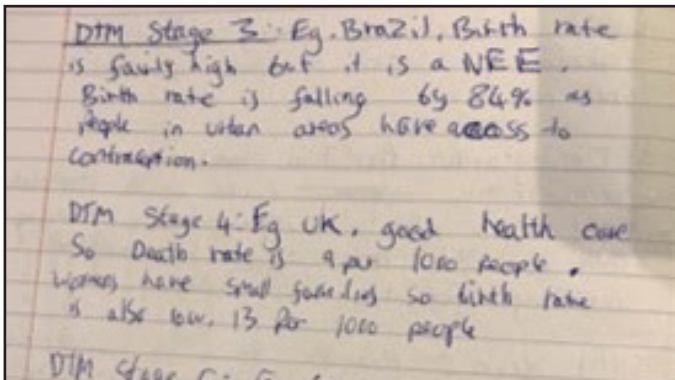 DTM Stage 3: Eg. Brazil. Birth rate
is fairly high but it is a NEE.
Birth rate is falling by 84% as
people in urban areas have access to
contraception.
DTM Stage 4: Eg UK. good health care
So Death rate is 9 per 1000 people.
Women have small families so birth rate
is also low. 13 per 1000 people
DTM Stage